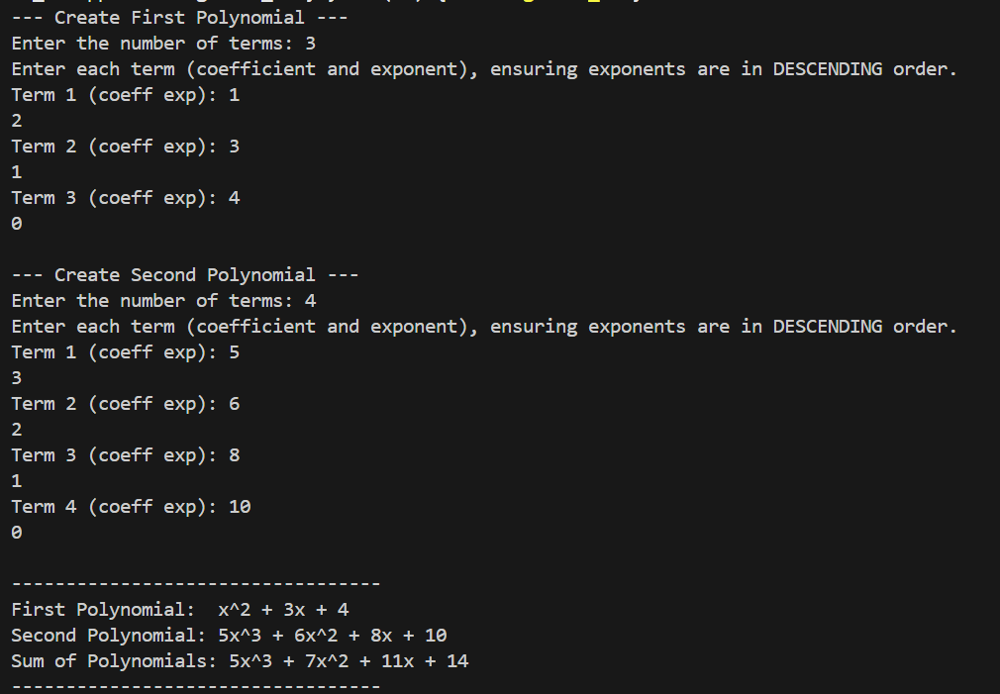 --- Create First Polynomial ---
Enter the number of terms: 3
Enter each term (coefficient and exponent), ensuring exponents are in DESCENDING order.
Term 1 (coeff exp): 1
2
Term 2 (coeff exp): 3
1
Term 3 (coeff exp): 4
0

--- Create Second Polynomial ---
Enter the number of terms: 4
Enter each term (coefficient and exponent), ensuring exponents are in DESCENDING order.
Term 1 (coeff exp): 5
3
Term 2 (coeff exp): 6
2
Term 3 (coeff exp): 8
1
Term 4 (coeff exp): 10
0

----------------------------------
First Polynomial:  x^2 + 3x + 4
Second Polynomial: 5x^3 + 6x^2 + 8x + 10
Sum of Polynomials: 5x^3 + 7x^2 + 11x + 14
----------------------------------